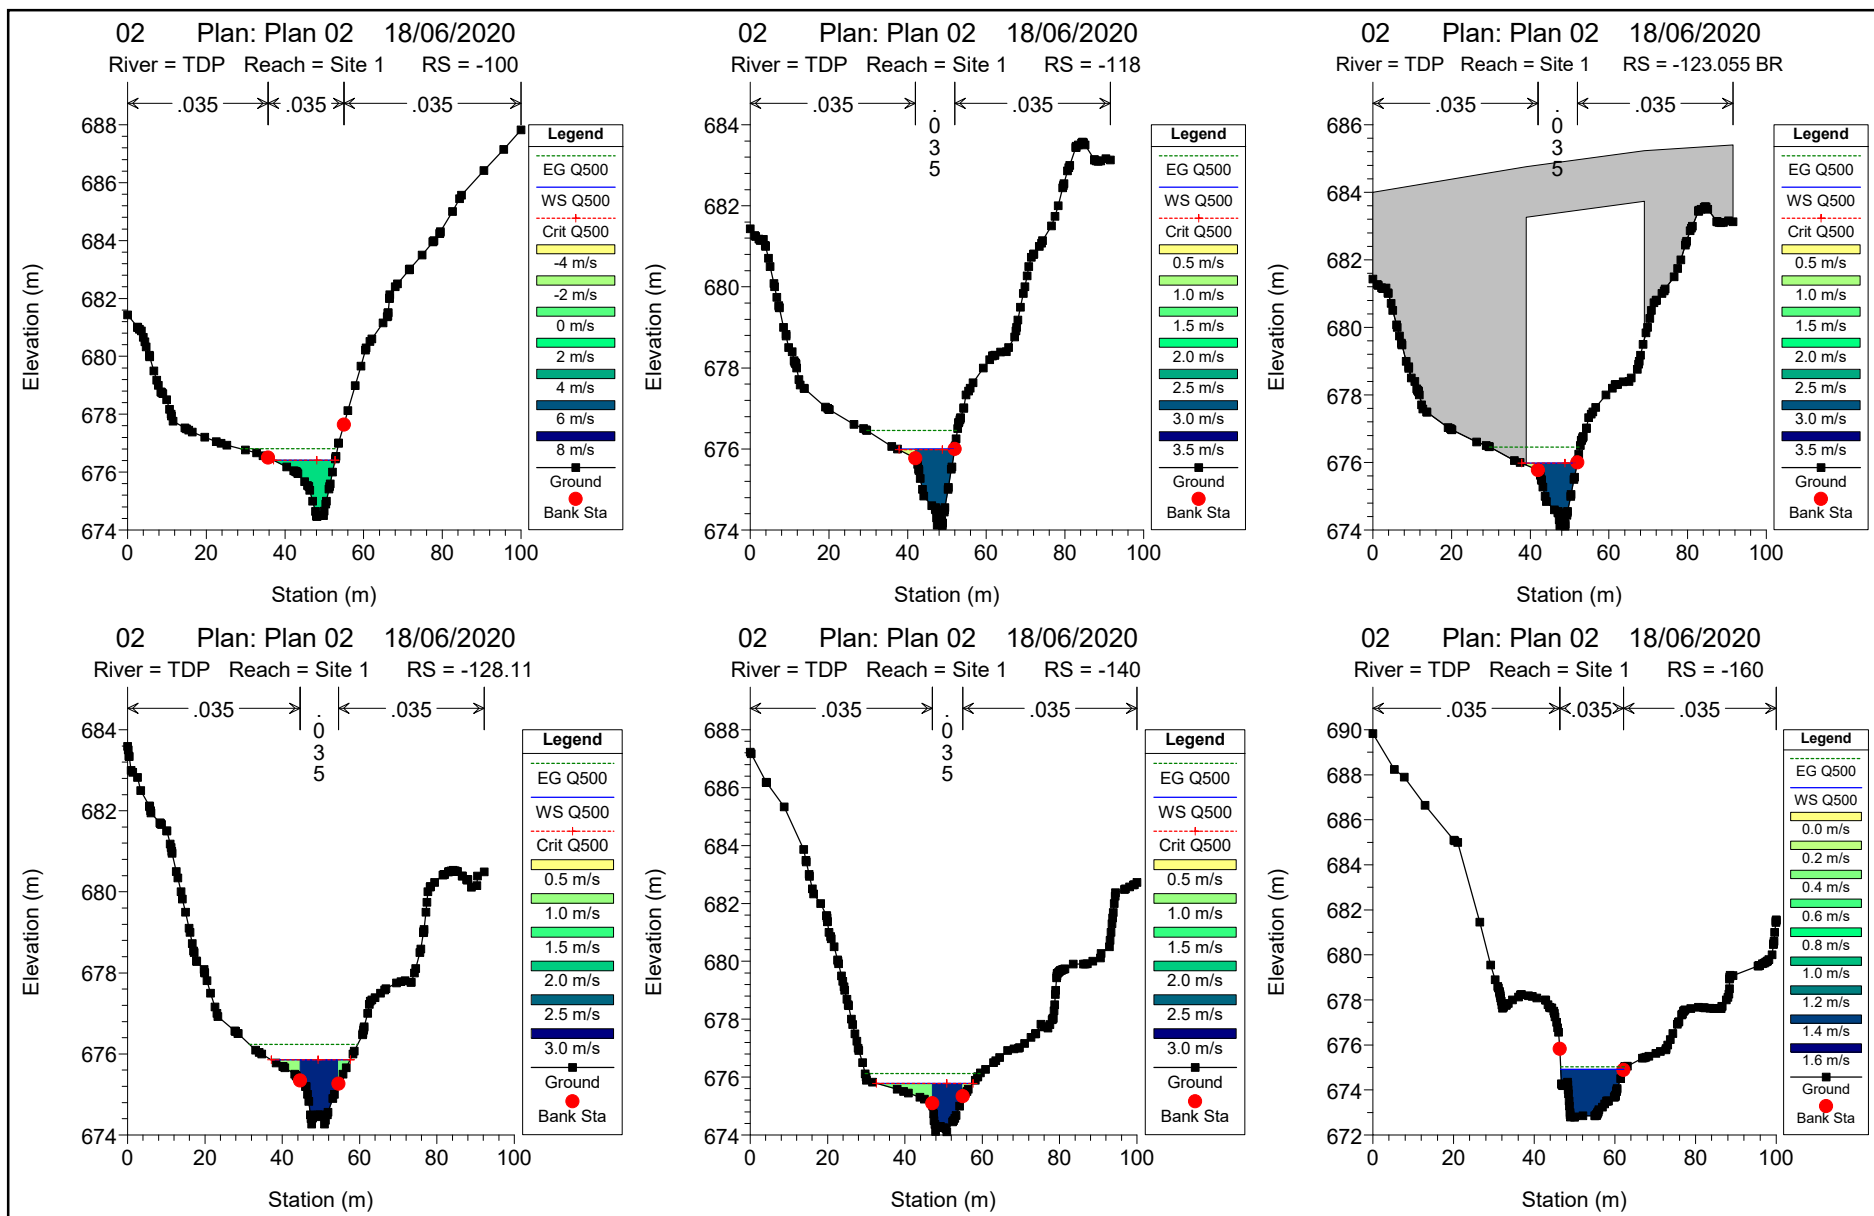 02 Plan: Plan 02 18/06/2020
River = TDP Reach = Site 1 RS = -100
.035 .035 .035
Elevation (m)
688
686
684
682
680
678
676
674
0 20 40 60 80 100
Station (m)
Legend
EG Q500
WS Q500
Crit Q500
-4 m/s
-2 m/s
0 m/s
2 m/s
4 m/s
6 m/s
8 m/s
Ground
Bank Sta
02 Plan: Plan 02 18/06/2020
River = TDP Reach = Site 1 RS = -118
.035 .035 .035
Elevation (m)
684
682
680
678
676
674
0 20 40 60 80 100
Station (m)
Legend
EG Q500
WS Q500
Crit Q500
0.5 m/s
1.0 m/s
1.5 m/s
2.0 m/s
2.5 m/s
3.0 m/s
3.5 m/s
Ground
Bank Sta
02 Plan: Plan 02 18/06/2020
River = TDP Reach = Site 1 RS = -123.055 BR
.035 .035 .035
Elevation (m)
686
684
682
680
678
676
674
0 20 40 60 80 100
Station (m)
Legend
EG Q500
WS Q500
Crit Q500
0.5 m/s
1.0 m/s
1.5 m/s
2.0 m/s
2.5 m/s
3.0 m/s
3.5 m/s
Ground
Bank Sta
02 Plan: Plan 02 18/06/2020
River = TDP Reach = Site 1 RS = -128.11
.035 .035 .035
Elevation (m)
684
682
680
678
676
674
0 20 40 60 80 100
Station (m)
Legend
EG Q500
WS Q500
Crit Q500
0.5 m/s
1.0 m/s
1.5 m/s
2.0 m/s
2.5 m/s
3.0 m/s
Ground
Bank Sta
02 Plan: Plan 02 18/06/2020
River = TDP Reach = Site 1 RS = -140
.035 .035 .035
Elevation (m)
688
686
684
682
680
678
676
674
0 20 40 60 80 100
Station (m)
Legend
EG Q500
WS Q500
Crit Q500
0.5 m/s
1.0 m/s
1.5 m/s
2.0 m/s
2.5 m/s
3.0 m/s
Ground
Bank Sta
02 Plan: Plan 02 18/06/2020
River = TDP Reach = Site 1 RS = -160
.035 .035 .035
Elevation (m)
690
688
686
684
682
680
678
676
674
672
0 20 40 60 80 100
Station (m)
Legend
EG Q500
WS Q500
0.0 m/s
0.2 m/s
0.4 m/s
0.6 m/s
0.8 m/s
1.0 m/s
1.2 m/s
1.4 m/s
1.6 m/s
Ground
Bank Sta